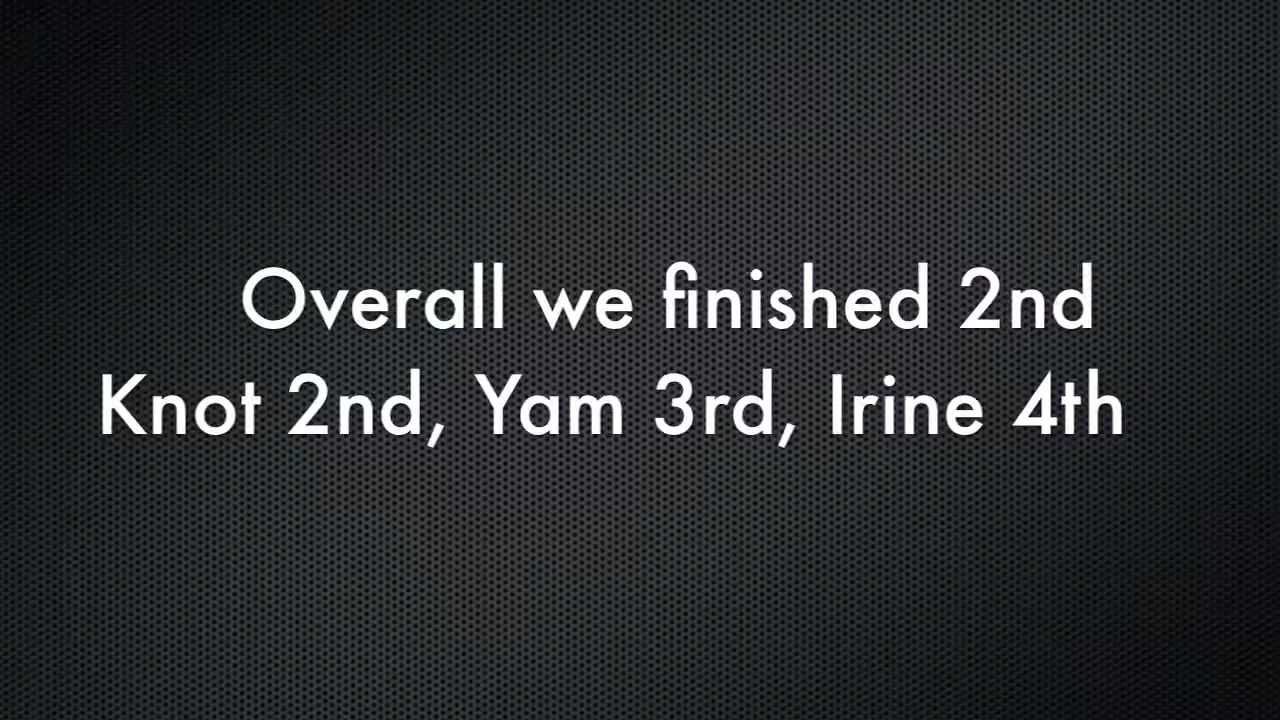 Overall we finished 2nd
Knot 2nd, Yam 3rd, Irine 4th